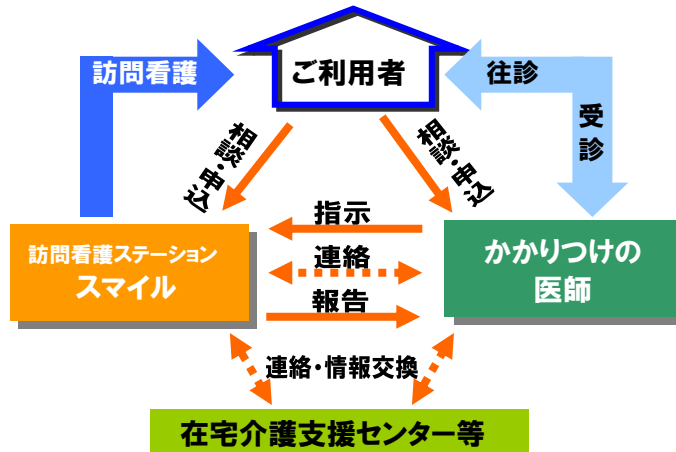 ご利用者
訪問看護
往診
受診
相談・申込
相談・申込
指示
連絡
報告
訪問看護ステーション
スマイル
かかりつけの
医師
連絡・情報交換
在宅介護支援センター等